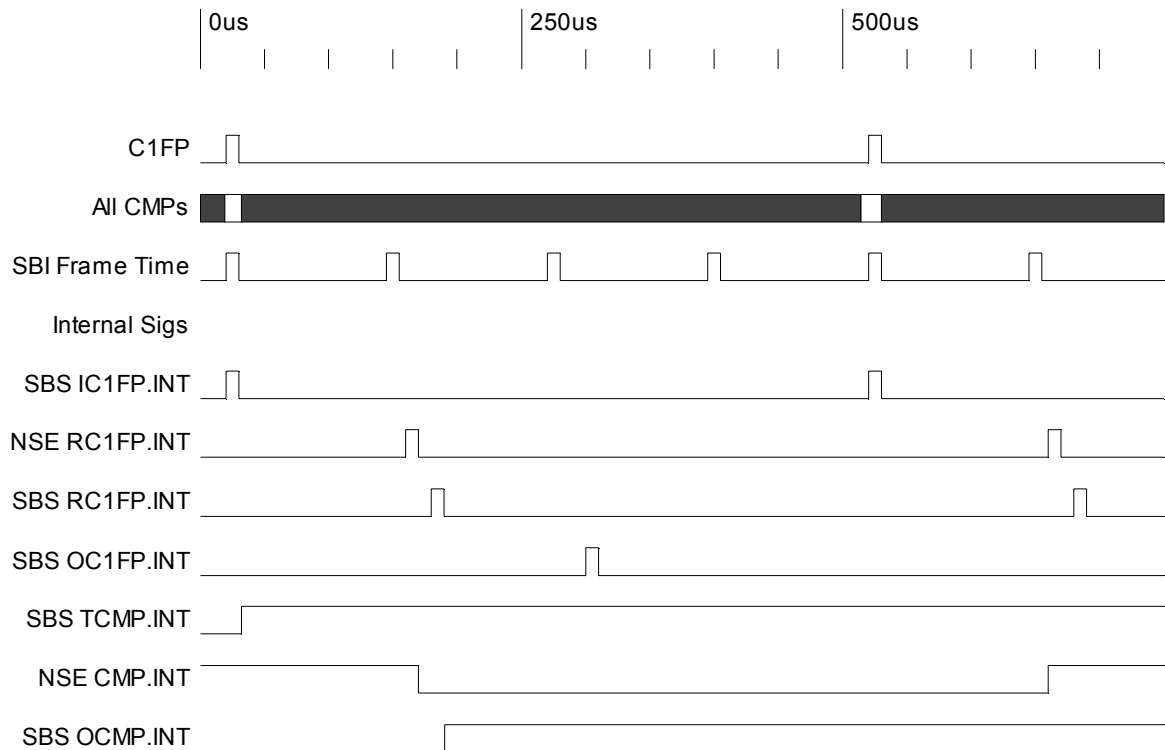 0us 250us 500us
C1FP
All CMPs
SBI Frame Time
Internal Sigs
SBS IC1FP.INT
NSE RC1FP.INT
SBS RC1FP.INT
SBS OC1FP.INT
SBS TCMP.INT
NSE CMP.INT
SBS OCMP.INT